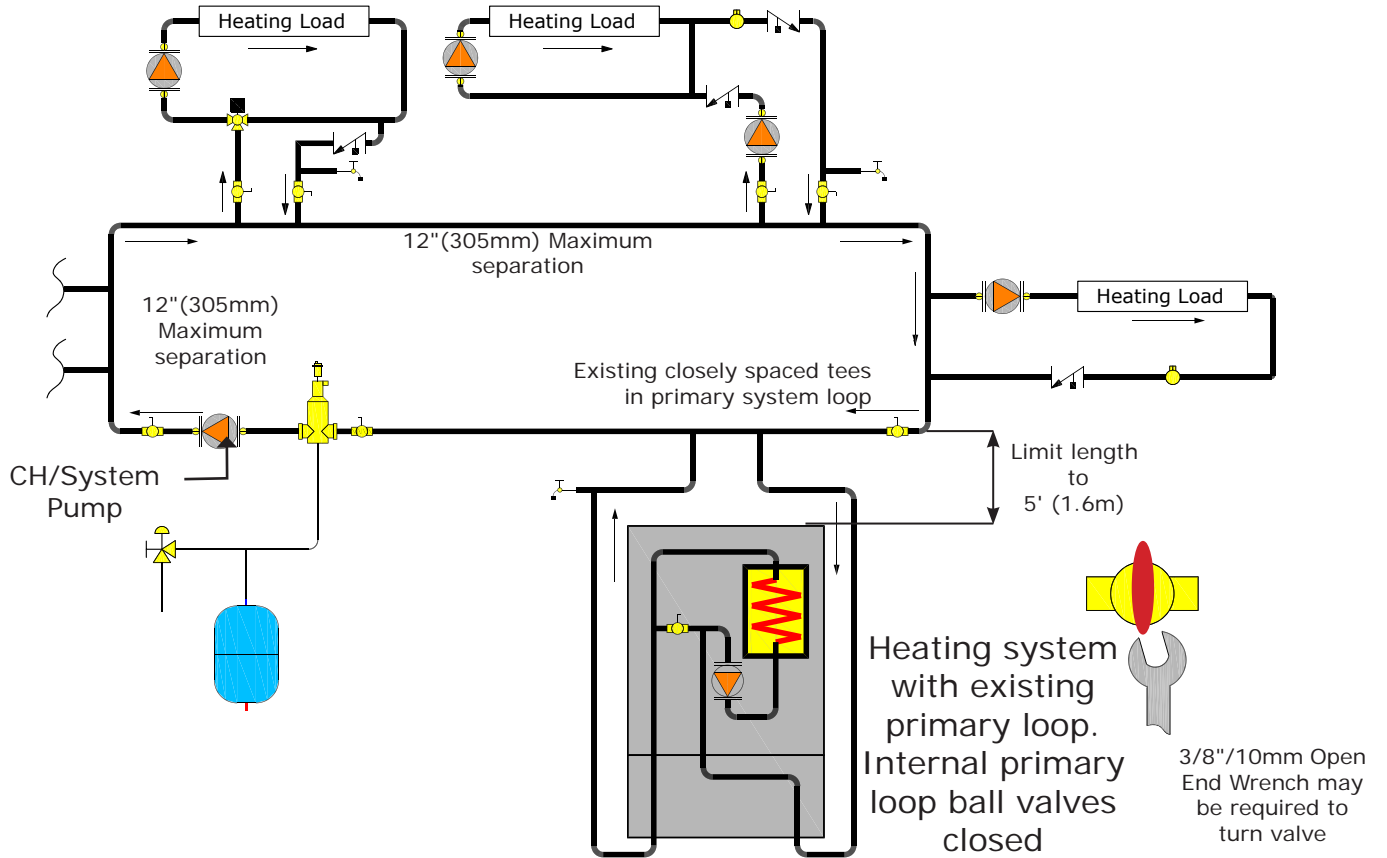 Heating Load
Heating Load
12"(305mm) Maximum
separation
12"(305mm)
Maximum
separation
Heating Load
Existing closely spaced tees
in primary system loop
CH/System
Pump
Limit length
to
5' (1.6m)
Heating system
with existing
primary loop.
Internal primary
loop ball valves
closed
3/8"/10mm Open
End Wrench may
be required to
turn valve